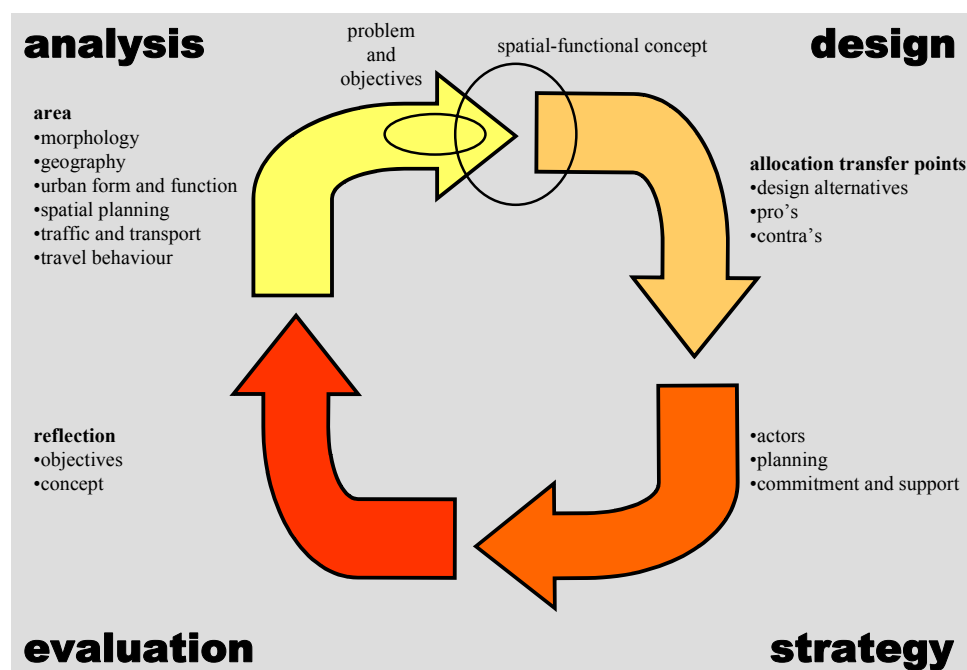 analysis
problem
and
objectives
spatial-functional concept
design
area
•morphology
•geography
•urban form and function
•spatial planning
•traffic and transport
•travel behaviour
allocation transfer points
•design alternatives
•pro’s
•contra’s
reflection
•objectives
•concept
•actors
•planning
•commitment and support
evaluation
strategy